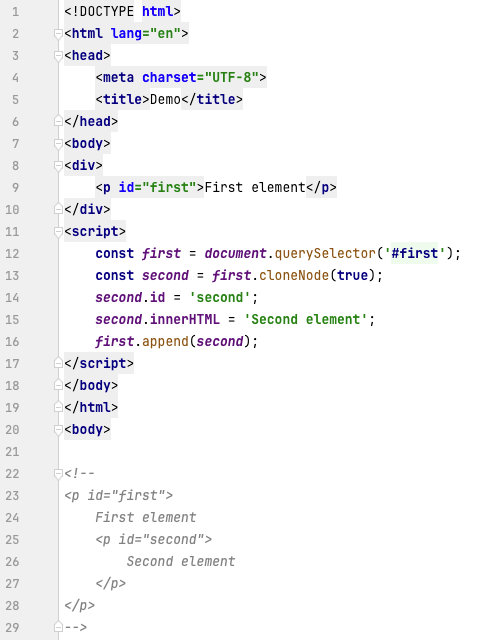 1 <!DOCTYPE html>
2 <html lang="en">
3 <head>
4     <meta charset="UTF-8">
5     <title>Demo</title>
6 </head>
7 <body>
8 <div>
9     <p id="first">First element</p>
10 </div>
11 <script>
12     const first = document.querySelector('#first');
13     const second = first.cloneNode(true);
14     second.id = 'second';
15     second.innerHTML = 'Second element';
16     first.append(second);
17 </script>
18 </body>
19 </html>
20 <body>
21
22 <!--
23 <p id="first">
24     First element
25     <p id="second">
26         Second element
27     </p>
28 </p>
29 -->